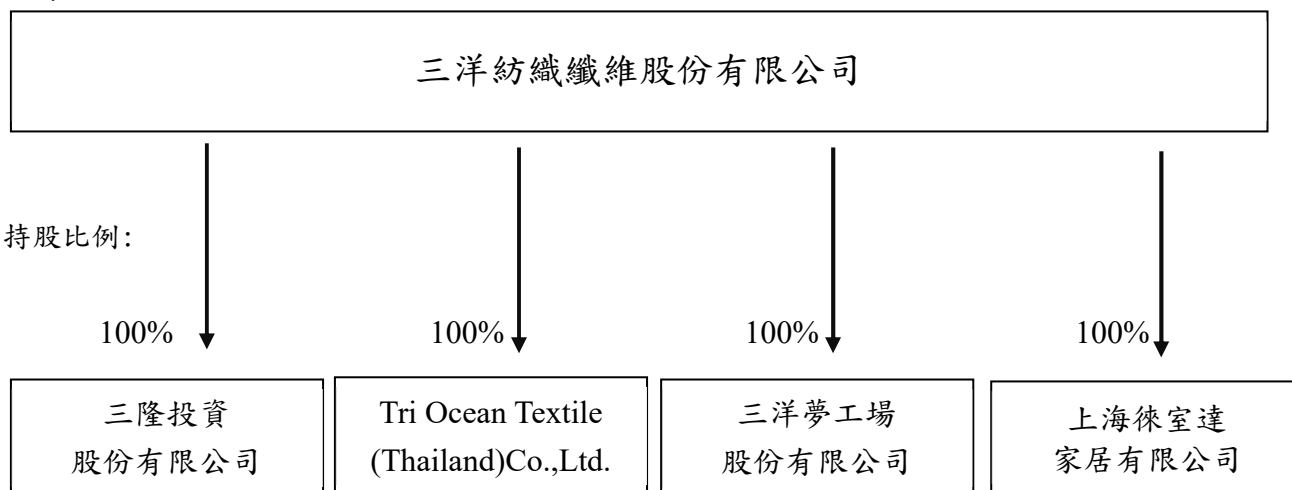 三洋紡織纖維股份有限公司
持股比例:
100%
100%
100%
100%
三隆投資
股份有限公司
Tri Ocean Textile
(Thailand)Co.,Ltd.
三洋夢工場
股份有限公司
上海徠室達
家居有限公司